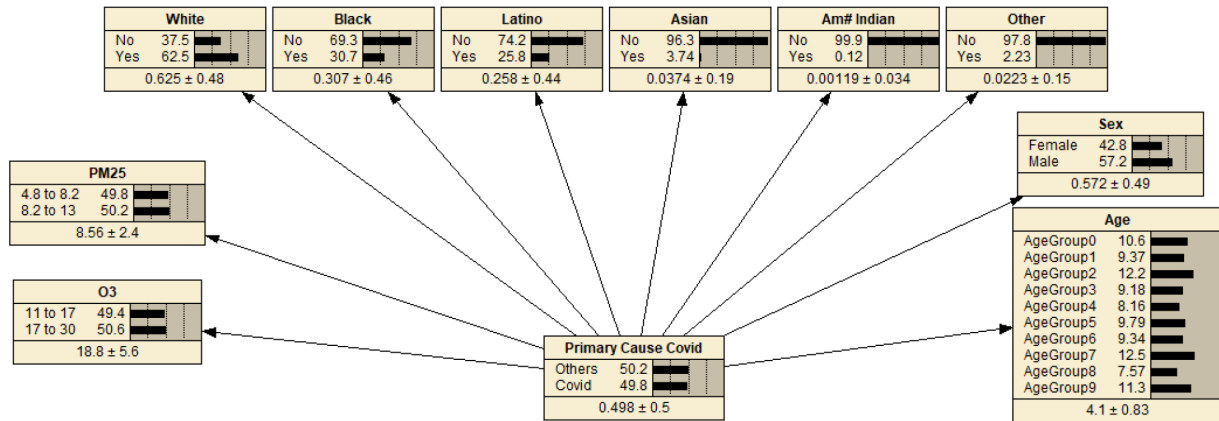 White
No 37.5
Yes 62.5
0.625 ± 0.48
Black
No 69.3
Yes 30.7
0.307 ± 0.46
Latino
No 74.2
Yes 25.8
0.258 ± 0.44
Asian
No 96.3
Yes 3.74
0.0374 ± 0.19
Am# Indian
No 99.9
Yes 0.12
0.00119 ± 0.034
Other
No 97.8
Yes 2.23
0.0223 ± 0.15
Sex
Female 42.8
Male 57.2
0.572 ± 0.49
PM25
4.8 to 8.2 49.8
8.2 to 13 50.2
8.56 ± 2.4
Age
AgeGroup0 10.6
AgeGroup1 9.37
AgeGroup2 12.2
AgeGroup3 9.18
AgeGroup4 8.16
AgeGroup5 9.79
AgeGroup6 9.34
AgeGroup7 12.5
AgeGroup8 7.57
AgeGroup9 11.3
4.1 ± 0.83
O3
11 to 17 49.4
17 to 30 50.6
18.8 ± 5.6
Primary Cause Covid
Others 50.2
Covid 49.8
0.498 ± 0.5